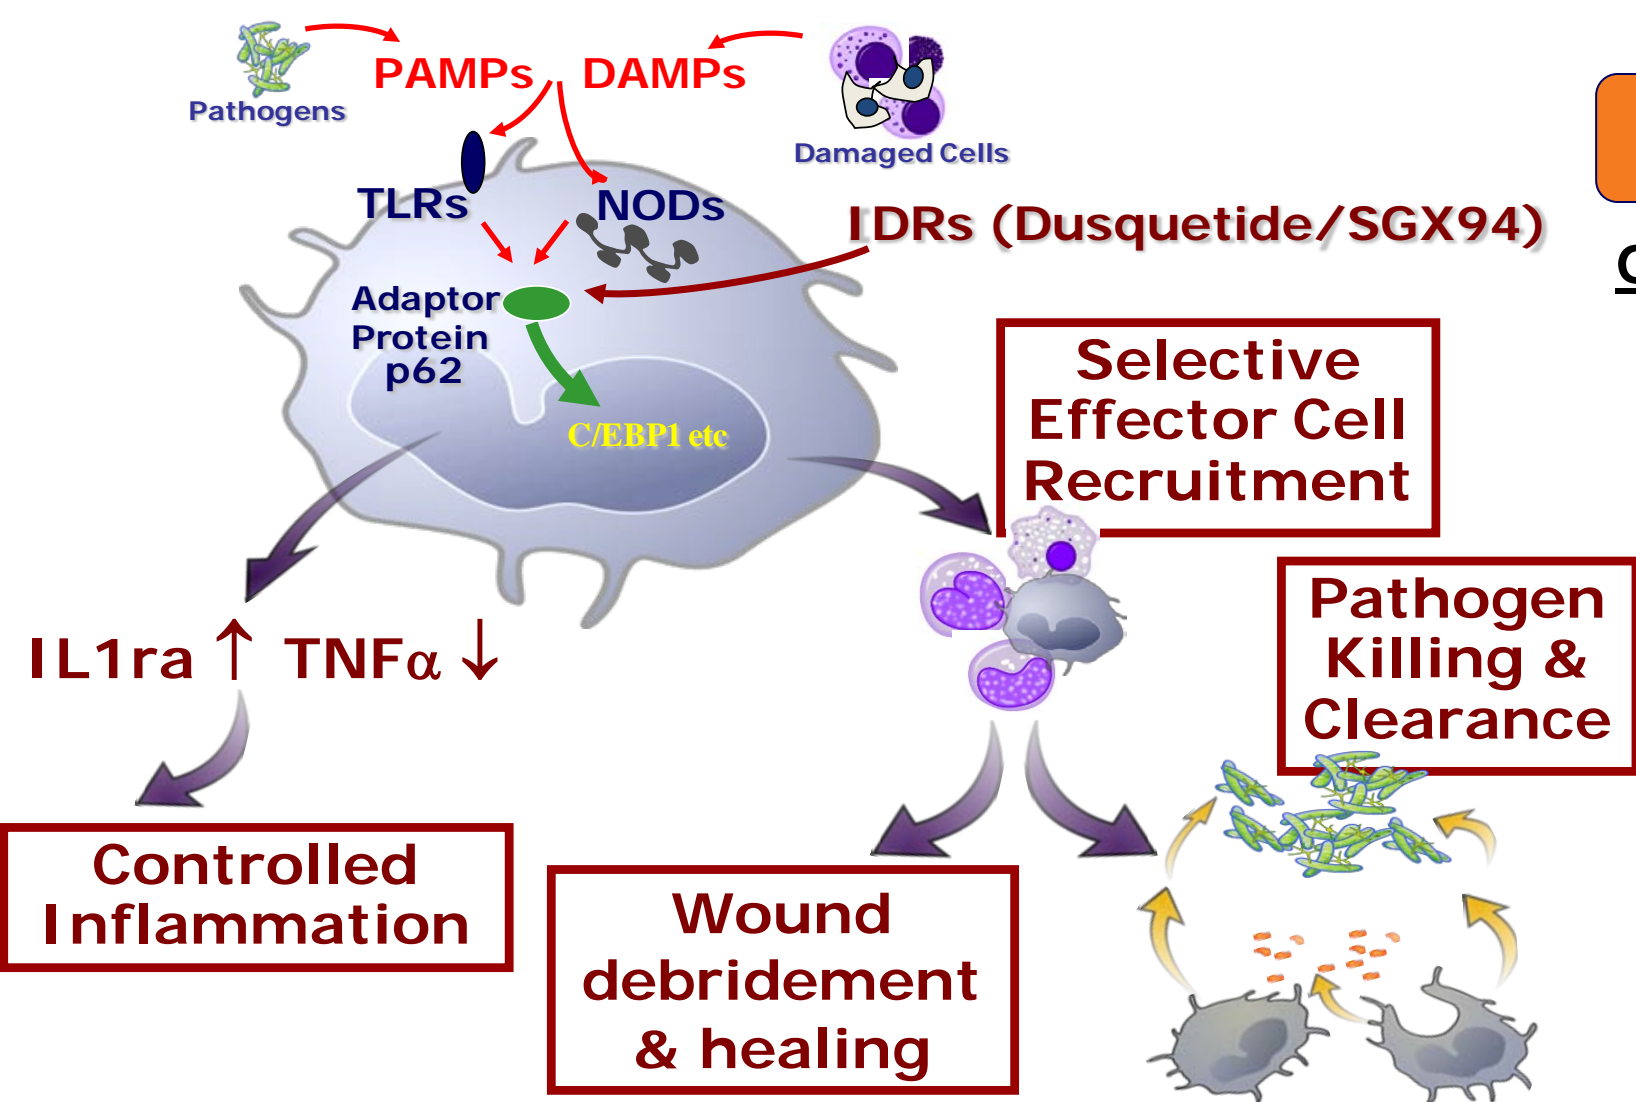 PAMPs DAMPs
Pathogens
Damaged Cells
TLRs
NODs
IDRs (Dusquetide/SGX94)
Adaptor
Protein
p62
C/EBP1 etc
Selective
Effector Cell
Recruitment
Pathogen
Killing &
Clearance
IL1ra ↑ TNFα ↓
Controlled
Inflammation
Wound
debridement
& healing